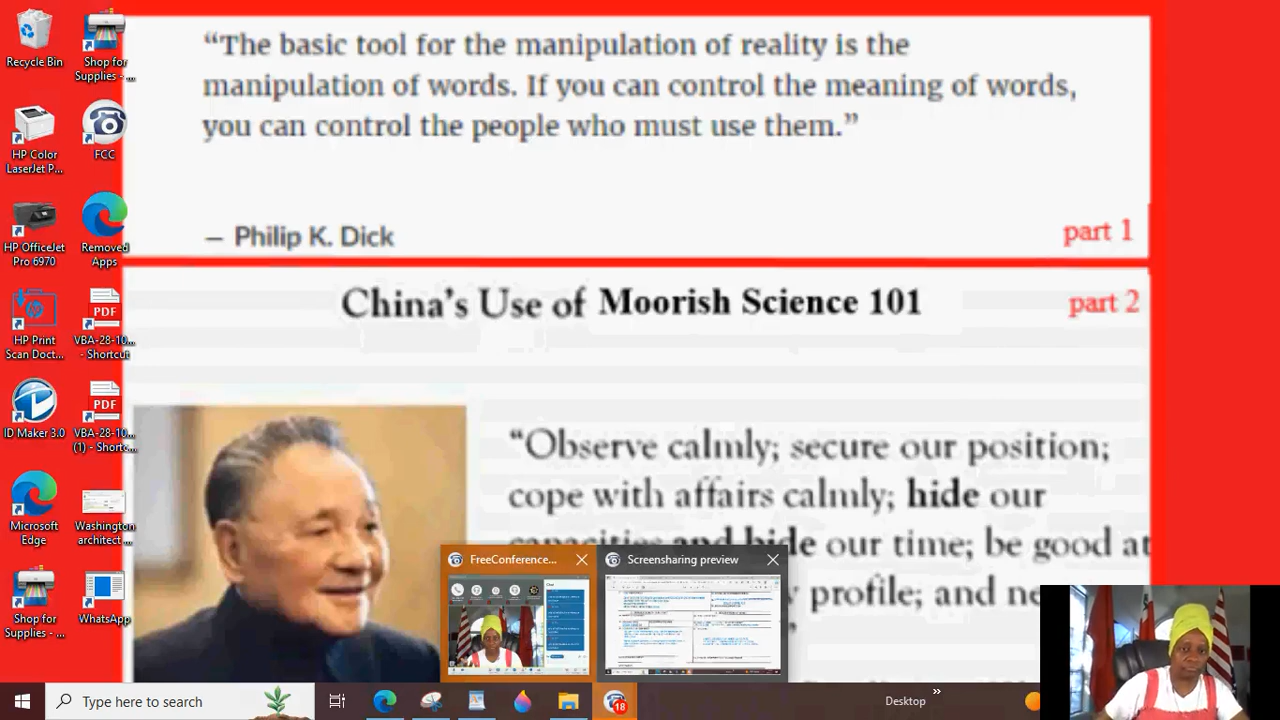 “The basic tool for the manipulation of reality is the
manipulation of words. If you can control the meaning of words,
you can control the people who must use them.”
— Philip K. Dick
part 1
China's Use of Moorish Science 101
part 2
“Observe calmly; secure our position;
cope with affairs calmly; hide our
capacities and hide our time; be good at
profile; and ne
Recycle Bin
Shop for
Supplies - ...
HP Color
LaserJet P...
FCC
HP OfficeJet
Pro 6970
Removed
Apps
HP Print
Scan Doct...
PDF
VBA-28-10...
- Shortcut
ID Maker 3.0
PDF
VBA-28-10...
(1) - Shortc...
Microsoft
Edge
Washington
architect ...
Shop for
Supplies - ...
WhatsApp
FreeConference...
Screensharing preview
Type here to search
18
Desktop